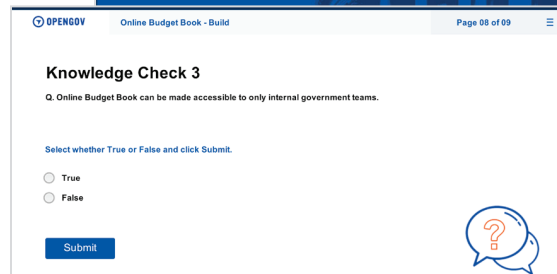 OPENGOV
Online Budget Book - Build
Page 08 of 09
Knowledge Check 3
Q. Online Budget Book can be made accessible to only internal government teams.
Select whether True or False and click Submit.
True
False
Submit
?